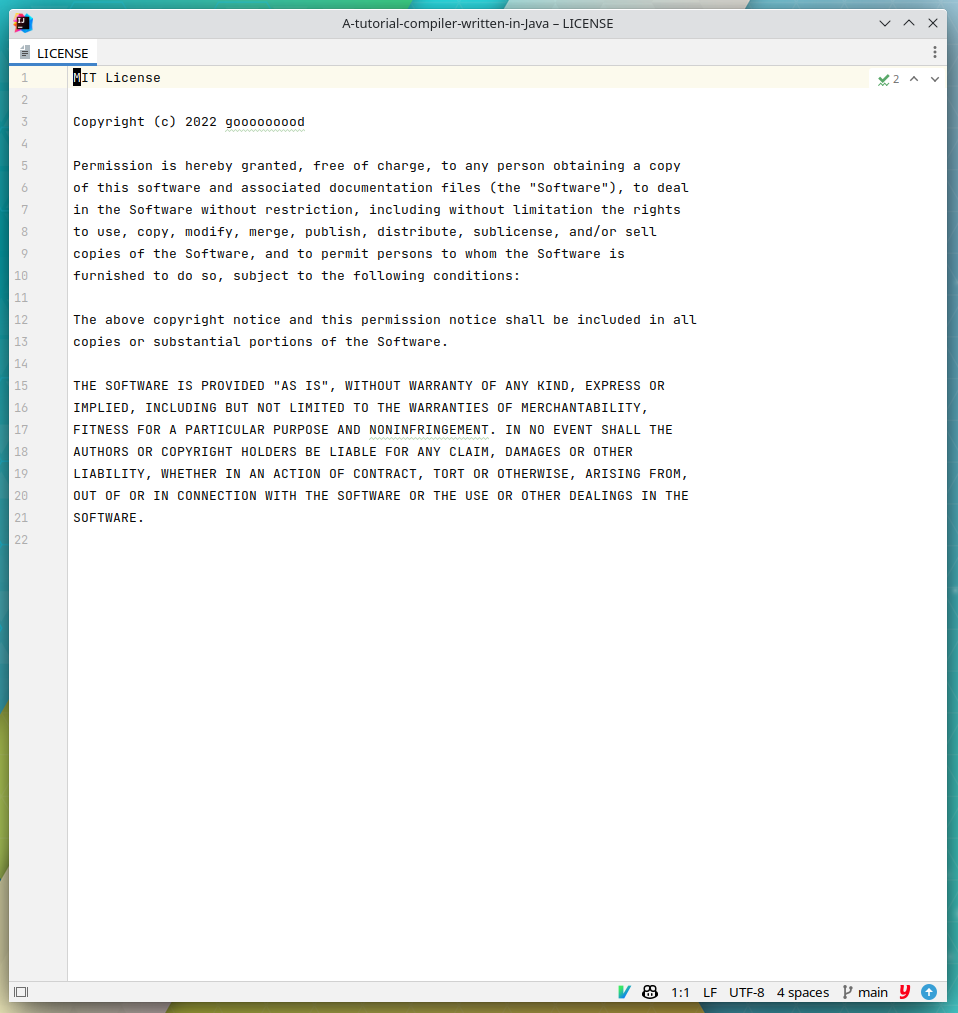 A-tutorial-compiler-written-in-Java – LICENSE
LICENSE
1 MIT License
2
3 Copyright (c) 2022 gooooooood
4
5 Permission is hereby granted, free of charge, to any person obtaining a copy
6 of this software and associated documentation files (the "Software"), to deal
7 in the Software without restriction, including without limitation the rights
8 to use, copy, modify, merge, publish, distribute, sublicense, and/or sell
9 copies of the Software, and to permit persons to whom the Software is
10 furnished to do so, subject to the following conditions:
11
12 The above copyright notice and this permission notice shall be included in all
13 copies or substantial portions of the Software.
14
15 THE SOFTWARE IS PROVIDED "AS IS", WITHOUT WARRANTY OF ANY KIND, EXPRESS OR
16 IMPLIED, INCLUDING BUT NOT LIMITED TO THE WARRANTIES OF MERCHANTABILITY,
17 FITNESS FOR A PARTICULAR PURPOSE AND NONINFRINGEMENT. IN NO EVENT SHALL THE
18 AUTHORS OR COPYRIGHT HOLDERS BE LIABLE FOR ANY CLAIM, DAMAGES OR OTHER
19 LIABILITY, WHETHER IN AN ACTION OF CONTRACT, TORT OR OTHERWISE, ARISING FROM,
20 OUT OF OR IN CONNECTION WITH THE SOFTWARE OR THE USE OR OTHER DEALINGS IN THE
21 SOFTWARE.
22
2
1:1 LF UTF-8 4 spaces main